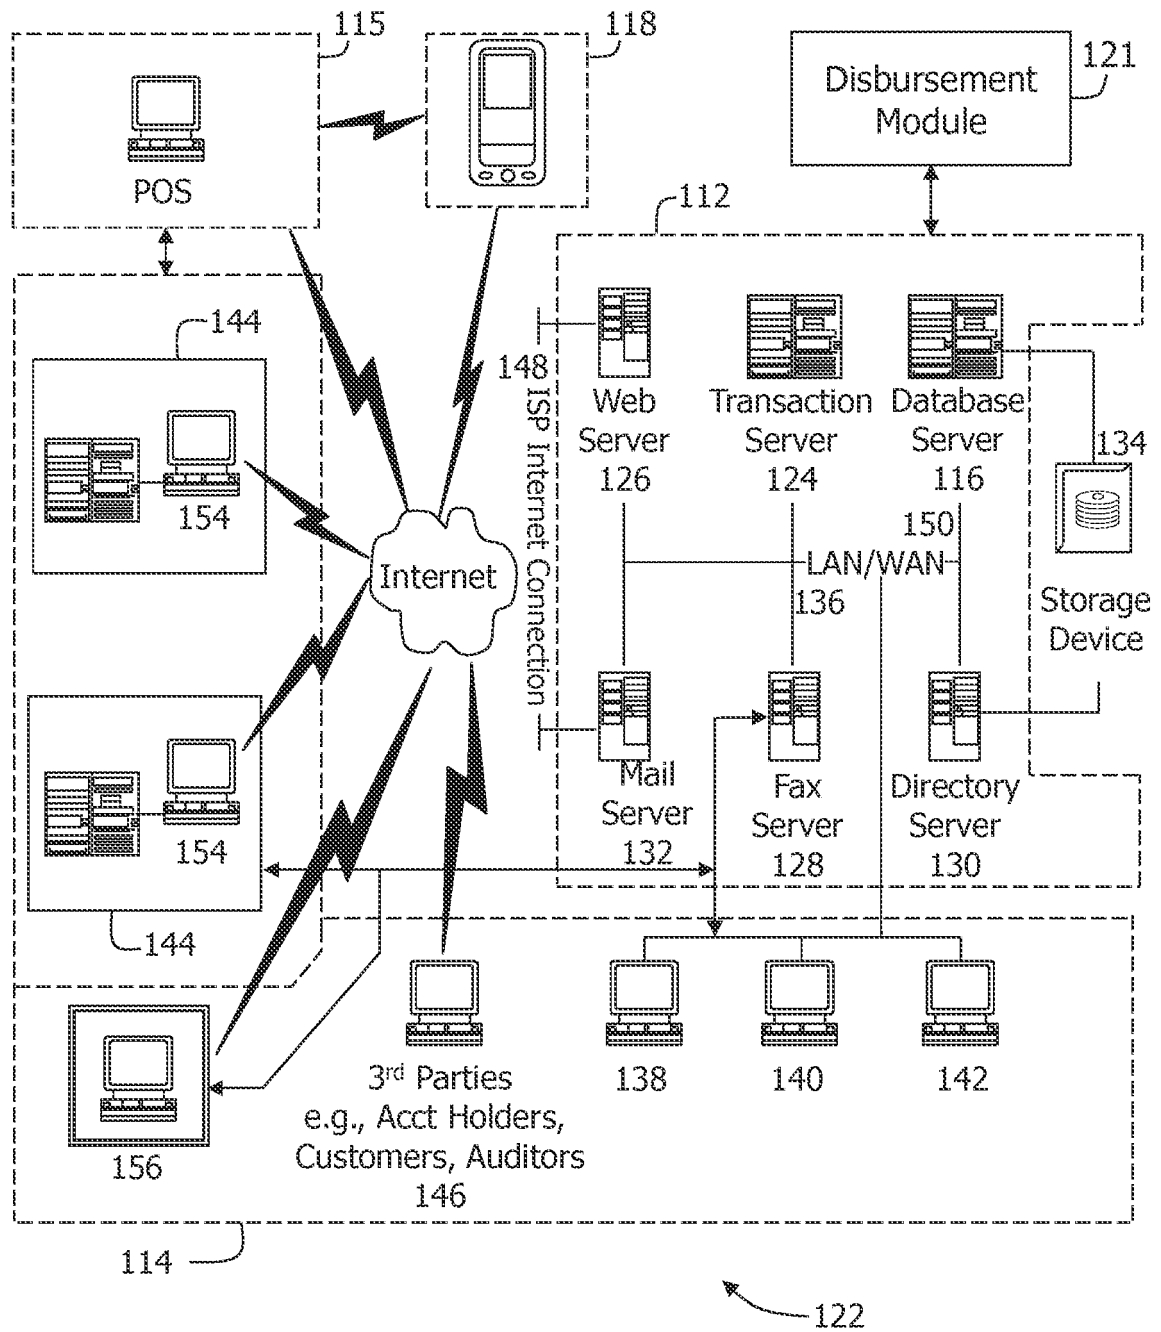 115
118
121
Disbursement
Module
POS
112
144
148
ISP Internet Connection
Web
Server
126
Transaction
Server
124
Database
Server
116
134
154
150
Internet
LAN/WAN
136
Storage
Device
154
Mail
Server
132
Fax
Server
128
Directory
Server
130
144
156
3rd Parties
e.g., Acct Holders,
Customers, Auditors
146
138
140
142
114
122